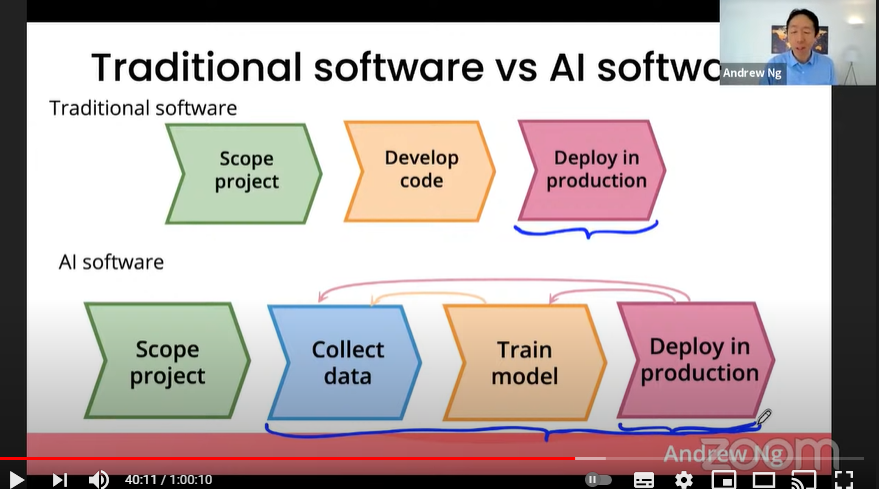 Andrew Ng
Traditional software vs AI softwa
Traditional software
Scope
project
Develop
code
Deploy in
production
AI software
Scope
project
Collect
data
Train
model
Deploy in
production
Andrew Ng
zoom
40:11 / 1:00:10